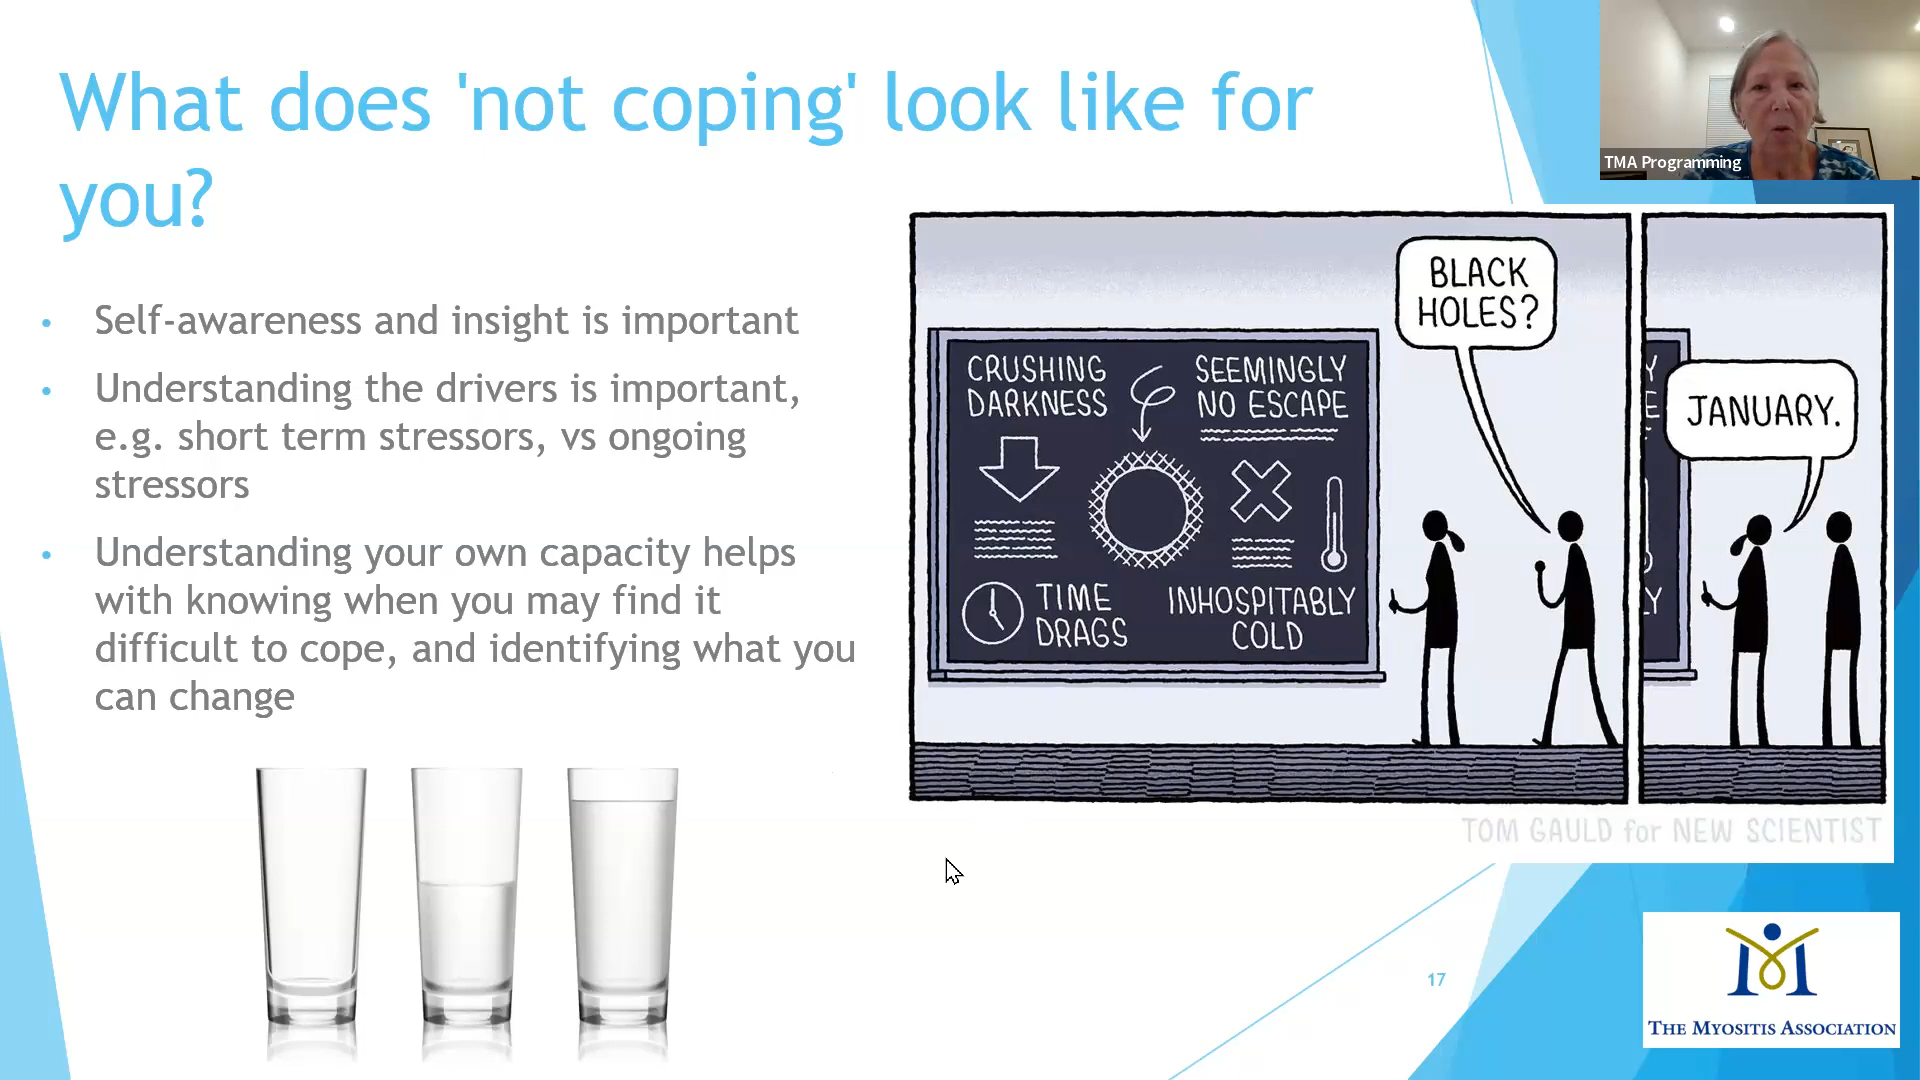 What does 'not coping' look like for
you?
• Self-awareness and insight is important
• Understanding the drivers is important,
e.g. short term stressors, vs ongoing
stressors
• Understanding your own capacity helps
with knowing when you may find it
difficult to cope, and identifying what you
can change
TMA Programming
BLACK
HOLES?
CRUSHING
DARKNESS
SEEMINGLY
NO ESCAPE
TIME
DRAGS
INHOSPITABLY
COLD
Y
E
LY
JANUARY.
TOM GAULD for NEW SCIENTIST
17
THE MYOSITIS ASSOCIATION